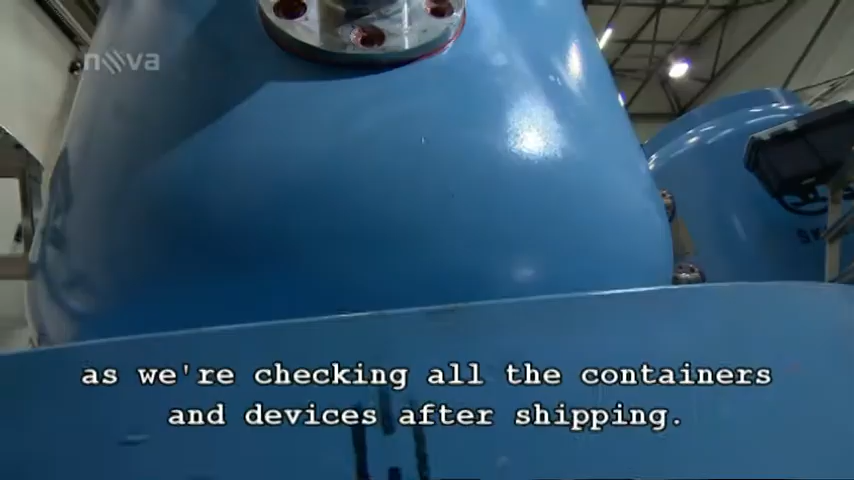 nova
as we're checking all the containers
and devices after shipping.